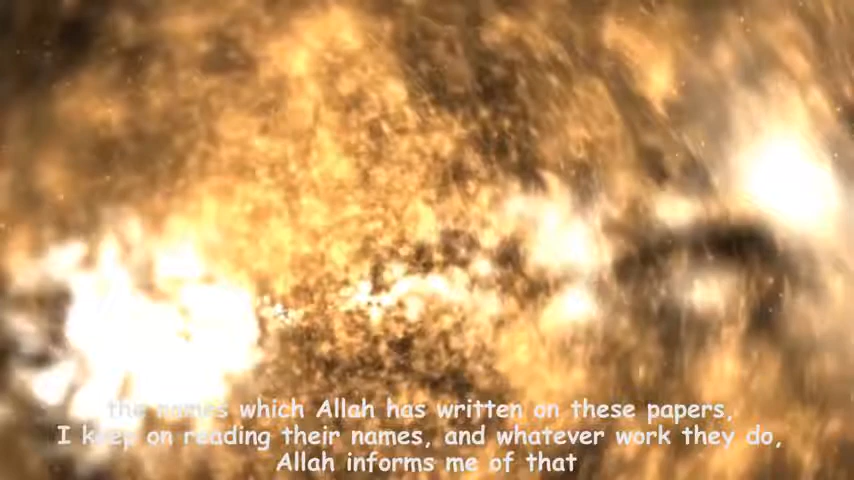 the names which Allah has written on these papers,
I keep on reading their names, and whatever work they do,
Allah informs me of that